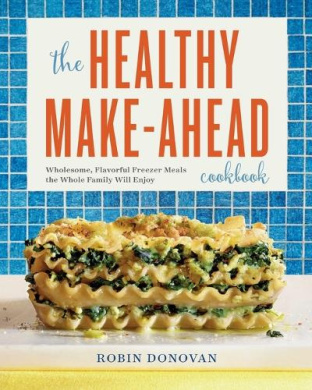 the
HEALTHY
MAKE-AHEAD
cookbook
Wholesome, Flavorful Freezer Meals
the Whole Family Will Enjoy
ROBIN DONOVAN